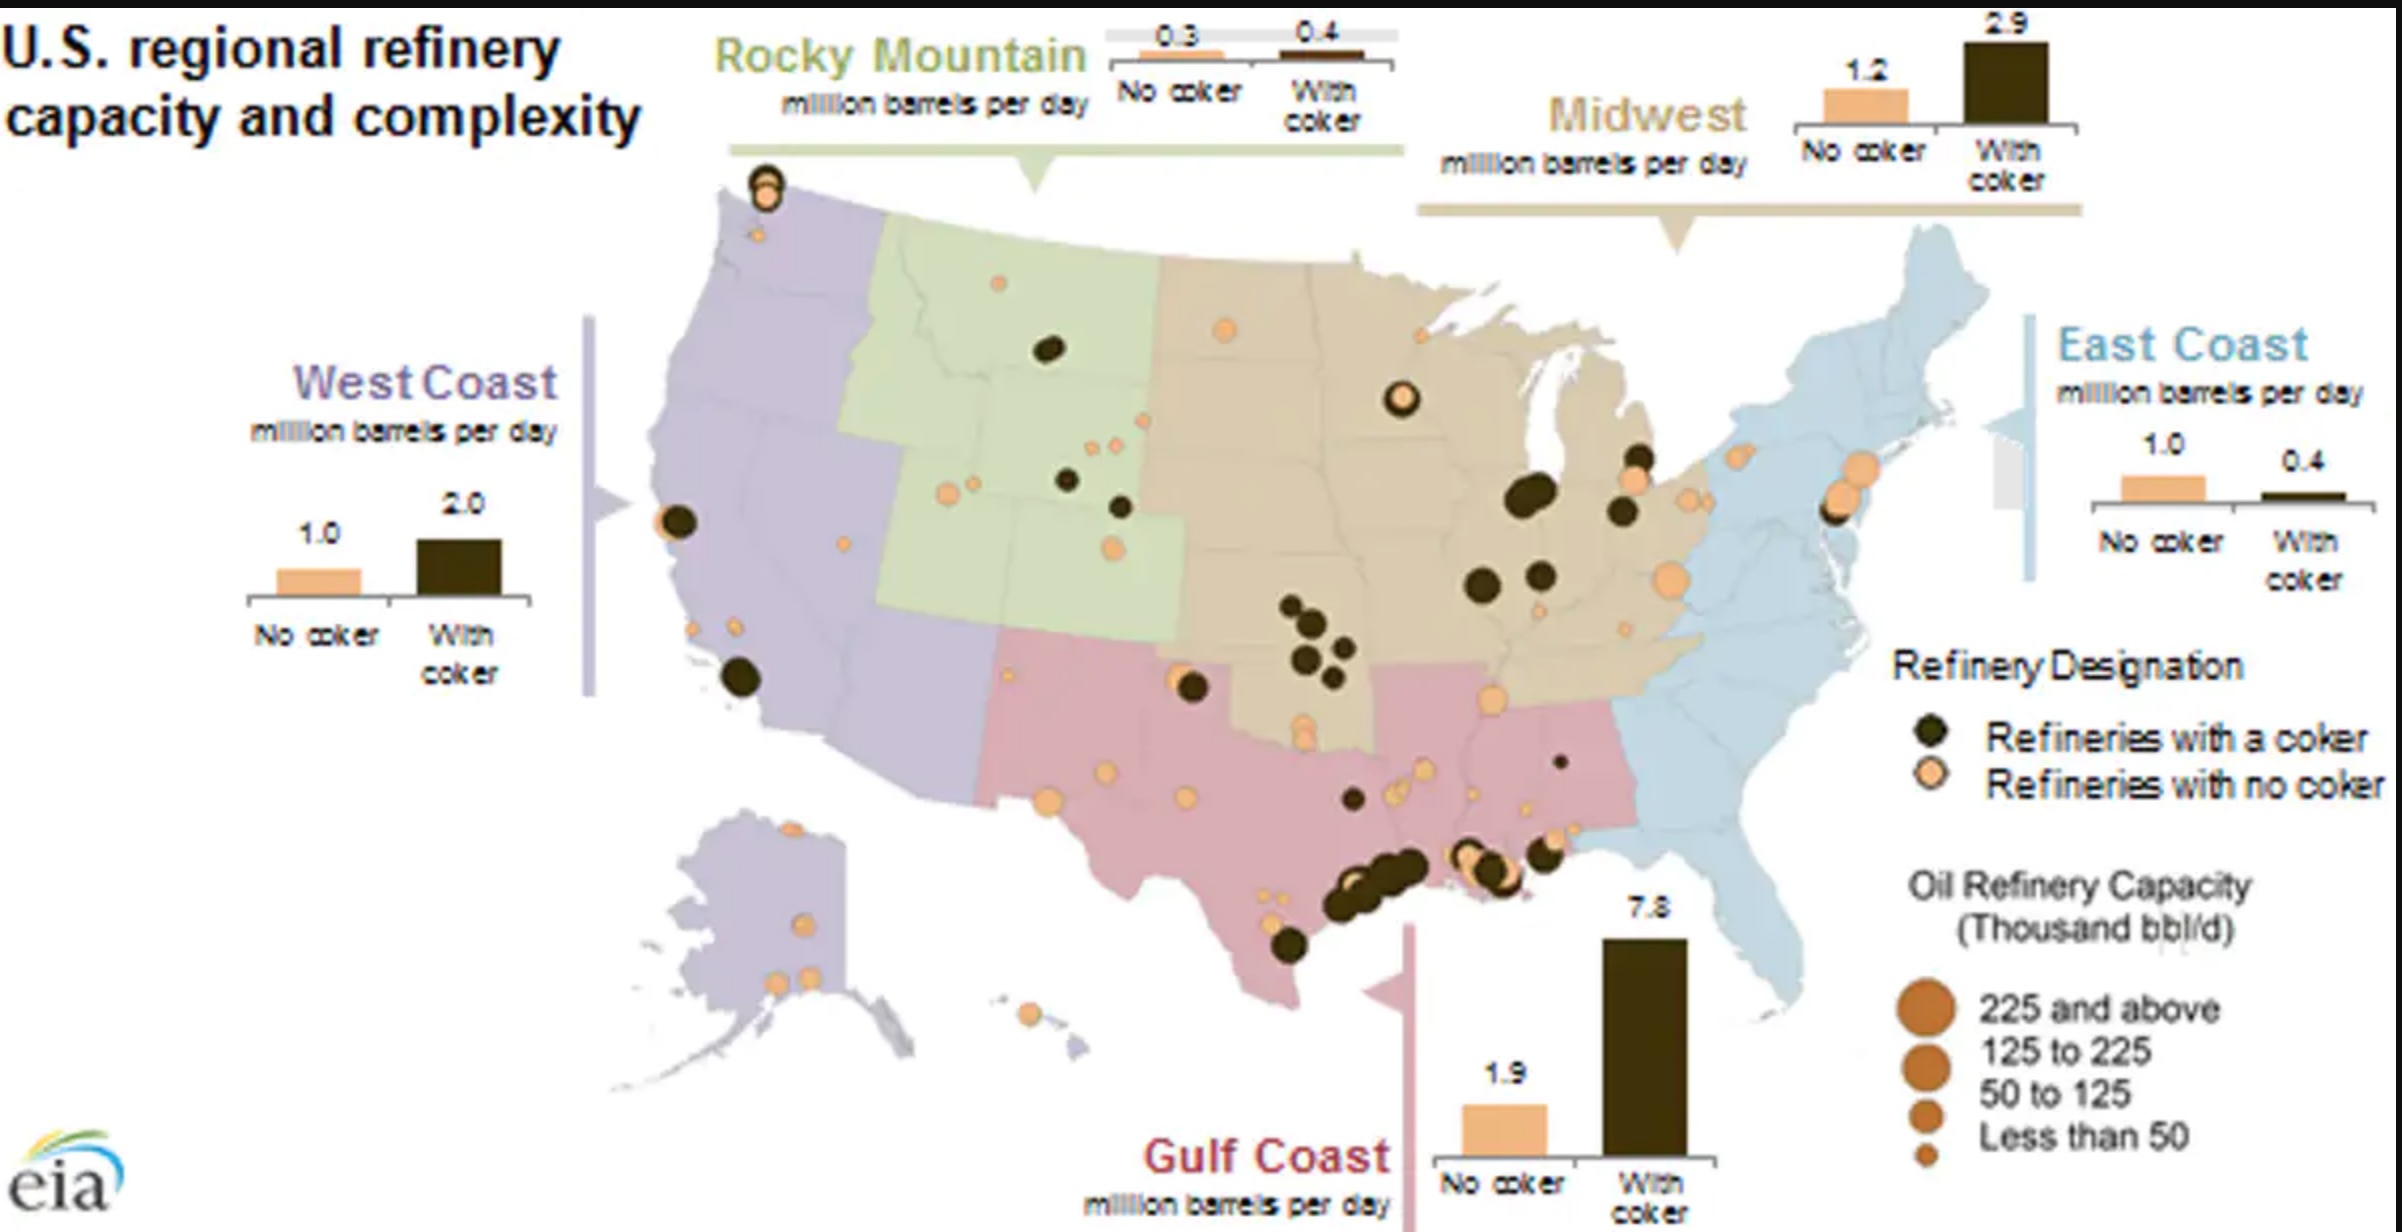 U.S. regional refinery
capacity and complexity
Rocky Mountain
million barrels per day
0.3
0.4
No coker
With
coker
Midwest
million barrels per day
1.2
2.9
No coker
With
coker
West Coast
million barrels per day
1.0
2.0
No coker
With
coker
East Coast
million barrels per day
1.0
0.4
No coker
With
coker
Refinery Designation
Refineries with a coker
Refineries with no coker
Oil Refinery Capacity
(Thousand bbl/d)
225 and above
125 to 225
50 to 125
Less than 50
Gulf Coast
million barrels per day
1.9
7.8
No coker
With
coker
eia